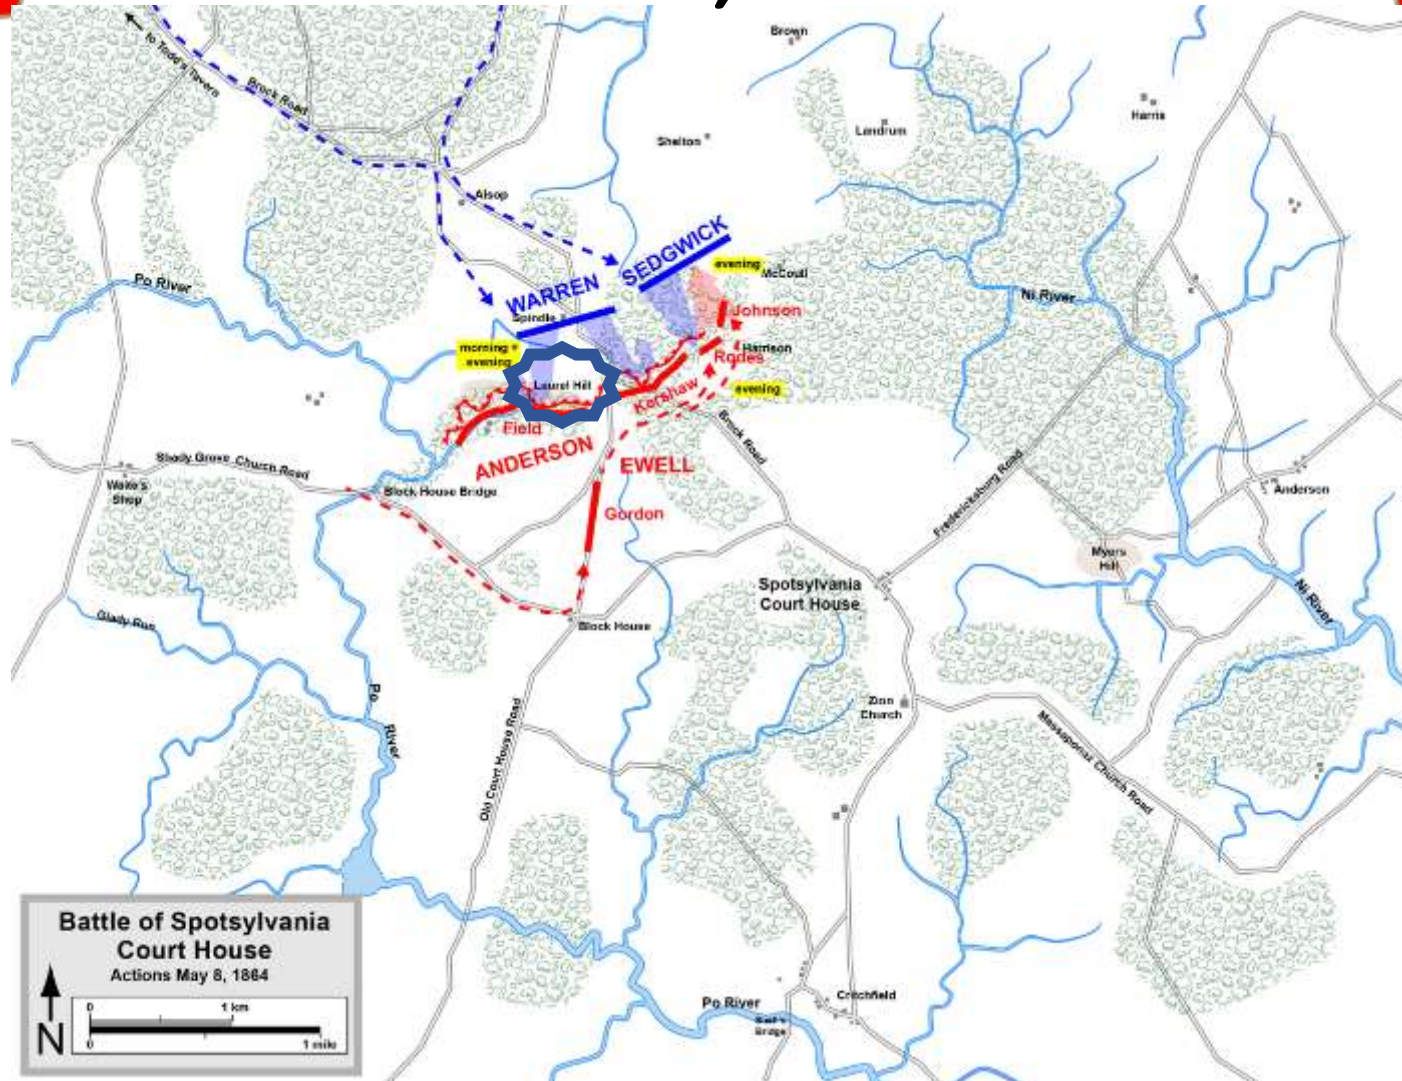 Brown
to Todd's Tavern
Brock Road
Harris
Landrum
Shelton
Alsop
SEDGWICK
evening
McCoull
Po River
WARREN
Ni River
Spindle
Johnson
morning +
evening
Harrison
Rodes
Laurel Hill
Kershaw
evening
Field
Brock Road
ANDERSON
EWELL
Shady Grove Church Road
Waite's
Shop
Block House Bridge
Fredericksburg Road
Anderson
Gordon
Myers
Hill
Spotsylvania
Court House
Ni River
Glady Run
Block House
Po
River
Zion
Church
Old Court House Road
Massaponax Church Road
Battle of Spotsylvania
Court House
Actions May 8, 1864
0 1 km
N
0 1 mile
Po River
Critchfield
Bridge